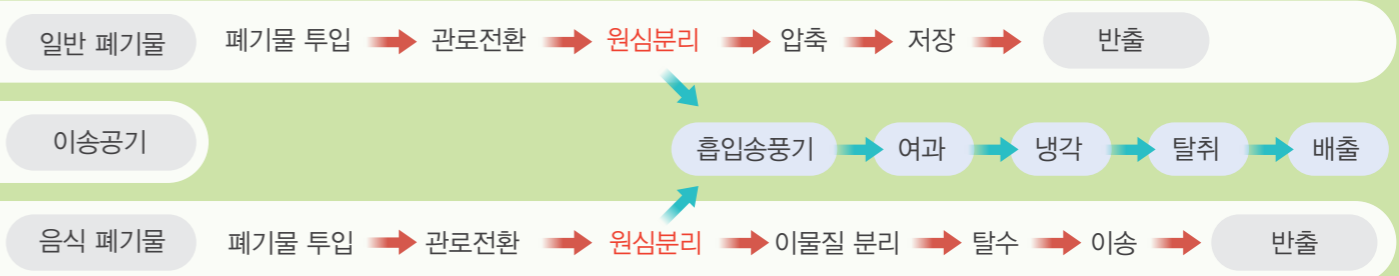 일반 폐기물 폐기물 투입 관로전환 원심분리 압축 저장 반출
이송공기 흡입송풍기 여과 냉각 탈취 배출
음식 폐기물 폐기물 투입 관로전환 원심분리 이물질 분리 탈수 이송 반출